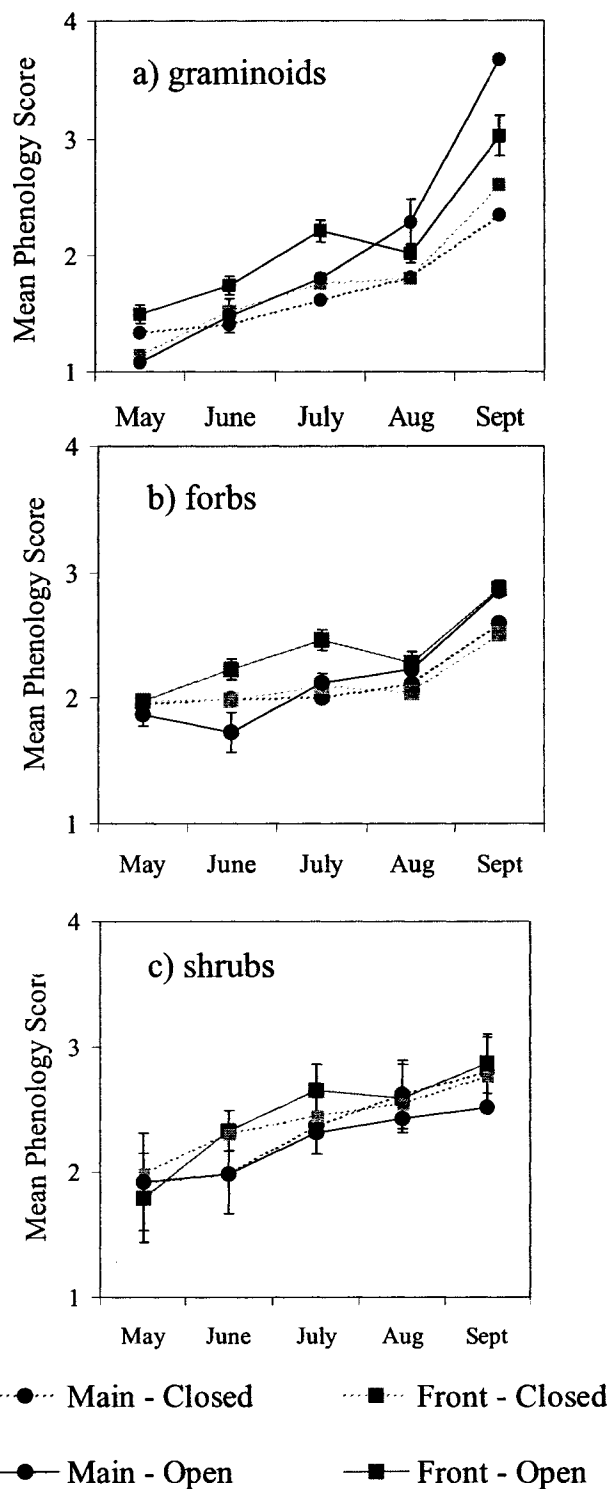 4
a) graminoids
3
2
1
Mean Phenology Score
May June July Aug Sept
4
b) forbs
3
2
1
Mean Phenology Score
May June July Aug Sept
4
c) shrubs
3
2
1
Mean Phenology Score
May June July Aug Sept
Main - Closed Front - Closed
Main - Open Front - Open